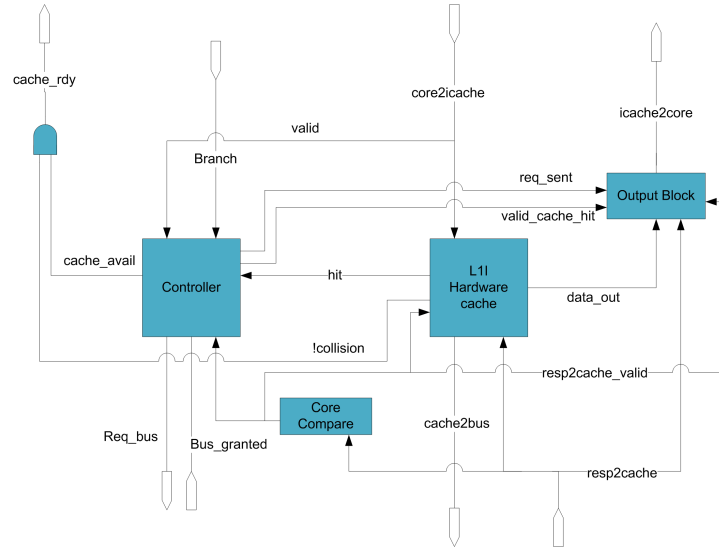 cache_rdy
core2icache
icache2core
valid
Branch
req_sent
Output Block
valid_cache_hit
cache_avail
Controller
hit
L1I
Hardware
cache
data_out
!collision
resp2cache_valid
Core
Compare
cache2bus
Req_bus
Bus_granted
resp2cache